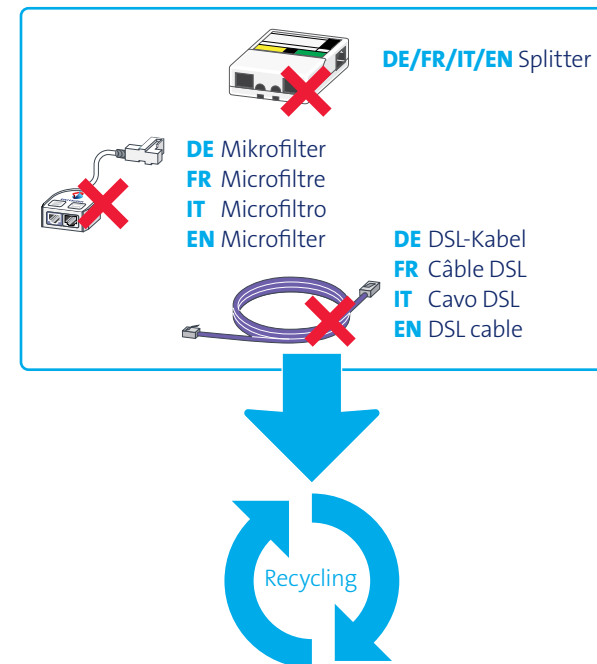 DE/FR/IT/EN Splitter
DE Mikrofilter
FR Microfiltre
IT Microfiltro
EN Microfilter
DE DSL-Kabel
FR Câble DSL
IT Cavo DSL
EN DSL cable
Recycling